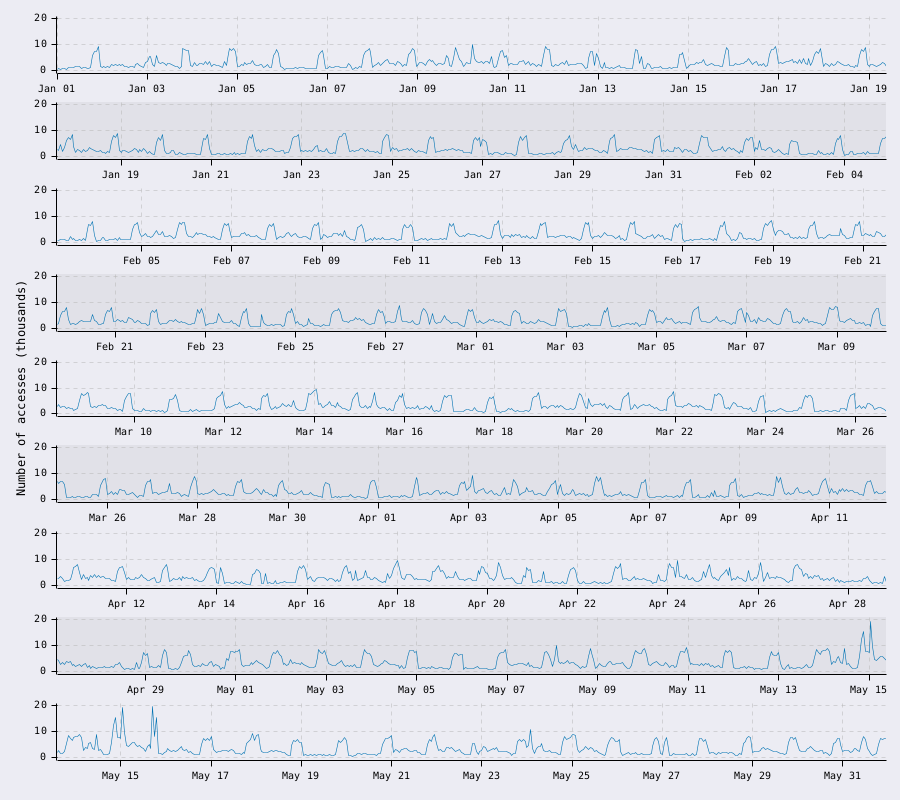 Number of accesses (thousands)
20
10
0
Jan 01 Jan 03 Jan 05 Jan 07 Jan 09 Jan 11 Jan 13 Jan 15 Jan 17 Jan 19
20
10
0
Jan 19 Jan 21 Jan 23 Jan 25 Jan 27 Jan 29 Jan 31 Feb 02 Feb 04
20
10
0
Feb 05 Feb 07 Feb 09 Feb 11 Feb 13 Feb 15 Feb 17 Feb 19 Feb 21
20
10
0
Feb 21 Feb 23 Feb 25 Feb 27 Mar 01 Mar 03 Mar 05 Mar 07 Mar 09
20
10
0
Mar 10 Mar 12 Mar 14 Mar 16 Mar 18 Mar 20 Mar 22 Mar 24 Mar 26
20
10
0
Mar 26 Mar 28 Mar 30 Apr 01 Apr 03 Apr 05 Apr 07 Apr 09 Apr 11
20
10
0
Apr 12 Apr 14 Apr 16 Apr 18 Apr 20 Apr 22 Apr 24 Apr 26 Apr 28
20
10
0
Apr 29 May 01 May 03 May 05 May 07 May 09 May 11 May 13 May 15
20
10
0
May 15 May 17 May 19 May 21 May 23 May 25 May 27 May 29 May 31